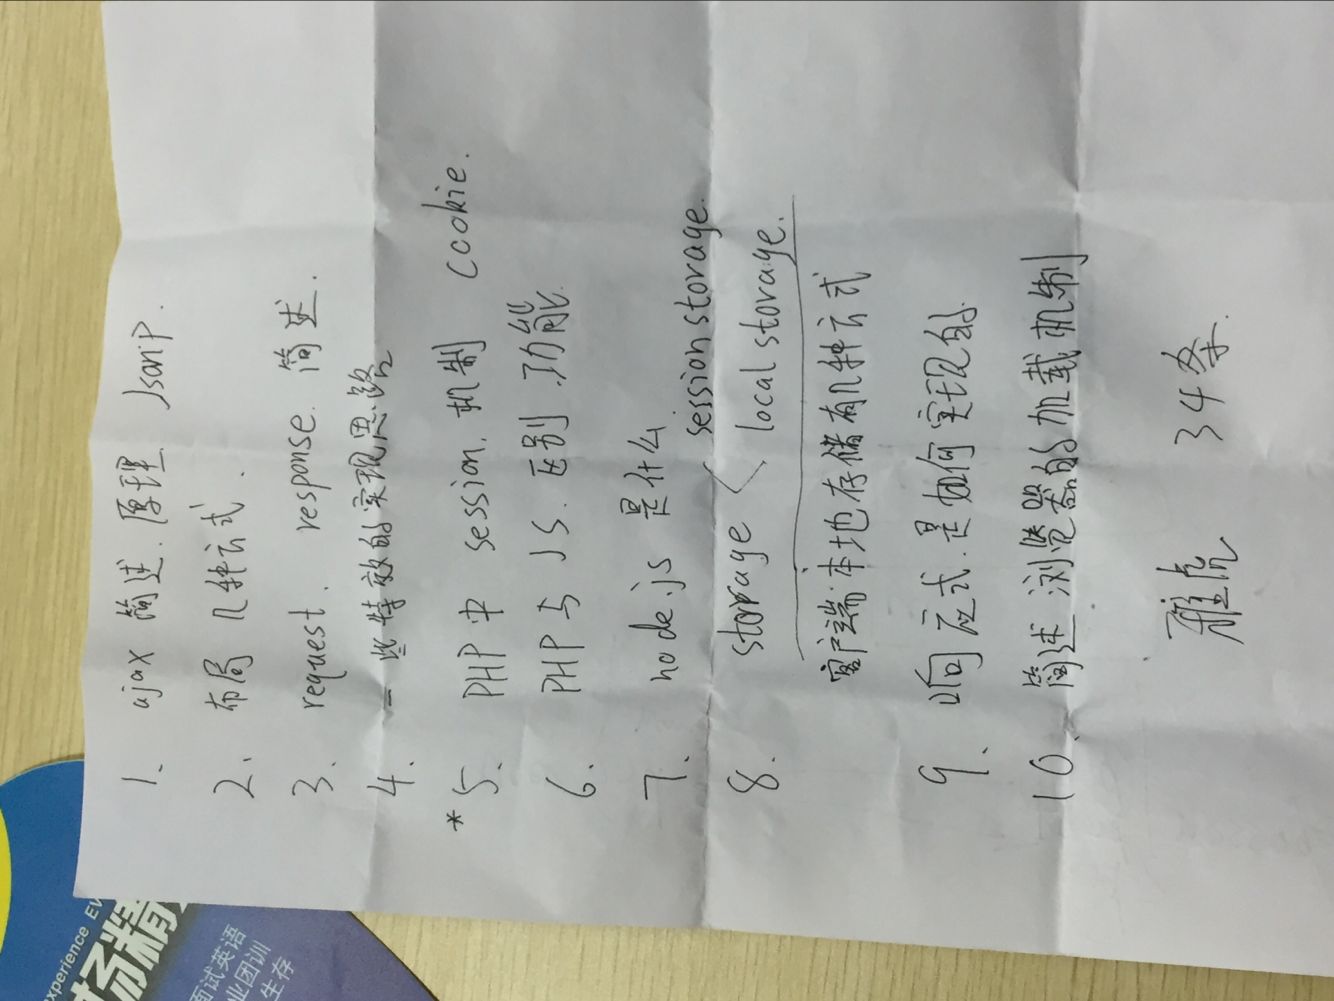 xperience EV
扬精
面试英语
业团训
生存
1. ajax 简述、原理、JsonP.
2. 布局 几种方式.
3. request. response. 简述.
4. 一些特效的实现思路
*5. PHP中 session. 机制 cookie.
6. PHP与JS. 区别.功能.
7. node.js 是什么
session storage.
8. storage <
local storage.
客户端本地存储有几种方式
9. 响应式.是如何实现的.
10. 简述 浏览器的加载机制
雅虎 34条.